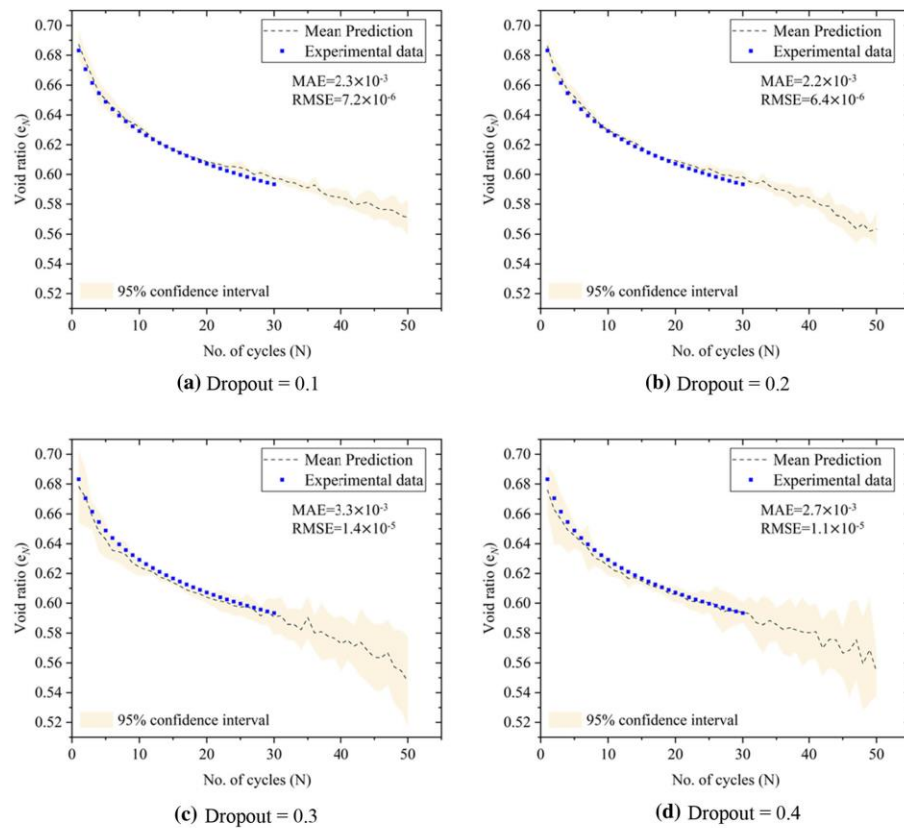 0.70
0.68
0.66
0.64
0.62
0.60
0.58
0.56
0.54
0.52
Void ratio (eN)
Mean Prediction
Experimental data
MAE=2.3×10-3
RMSE=7.2×10-6
95% confidence interval
0 10 20 30 40 50
No. of cycles (N)
(a) Dropout = 0.1
0.70
0.68
0.66
0.64
0.62
0.60
0.58
0.56
0.54
0.52
Void ratio (eN)
Mean Prediction
Experimental data
MAE=2.2×10-3
RMSE=6.4×10-6
95% confidence interval
0 10 20 30 40 50
No. of cycles (N)
(b) Dropout = 0.2
0.70
0.68
0.66
0.64
0.62
0.60
0.58
0.56
0.54
0.52
Void ratio (eN)
Mean Prediction
Experimental data
MAE=3.3×10-3
RMSE=1.4×10-5
95% confidence interval
0 10 20 30 40 50
No. of cycles (N)
(c) Dropout = 0.3
0.70
0.68
0.66
0.64
0.62
0.60
0.58
0.56
0.54
0.52
Void ratio (eN)
Mean Prediction
Experimental data
MAE=2.7×10-3
RMSE=1.1×10-5
95% confidence interval
0 10 20 30 40 50
No. of cycles (N)
(d) Dropout = 0.4